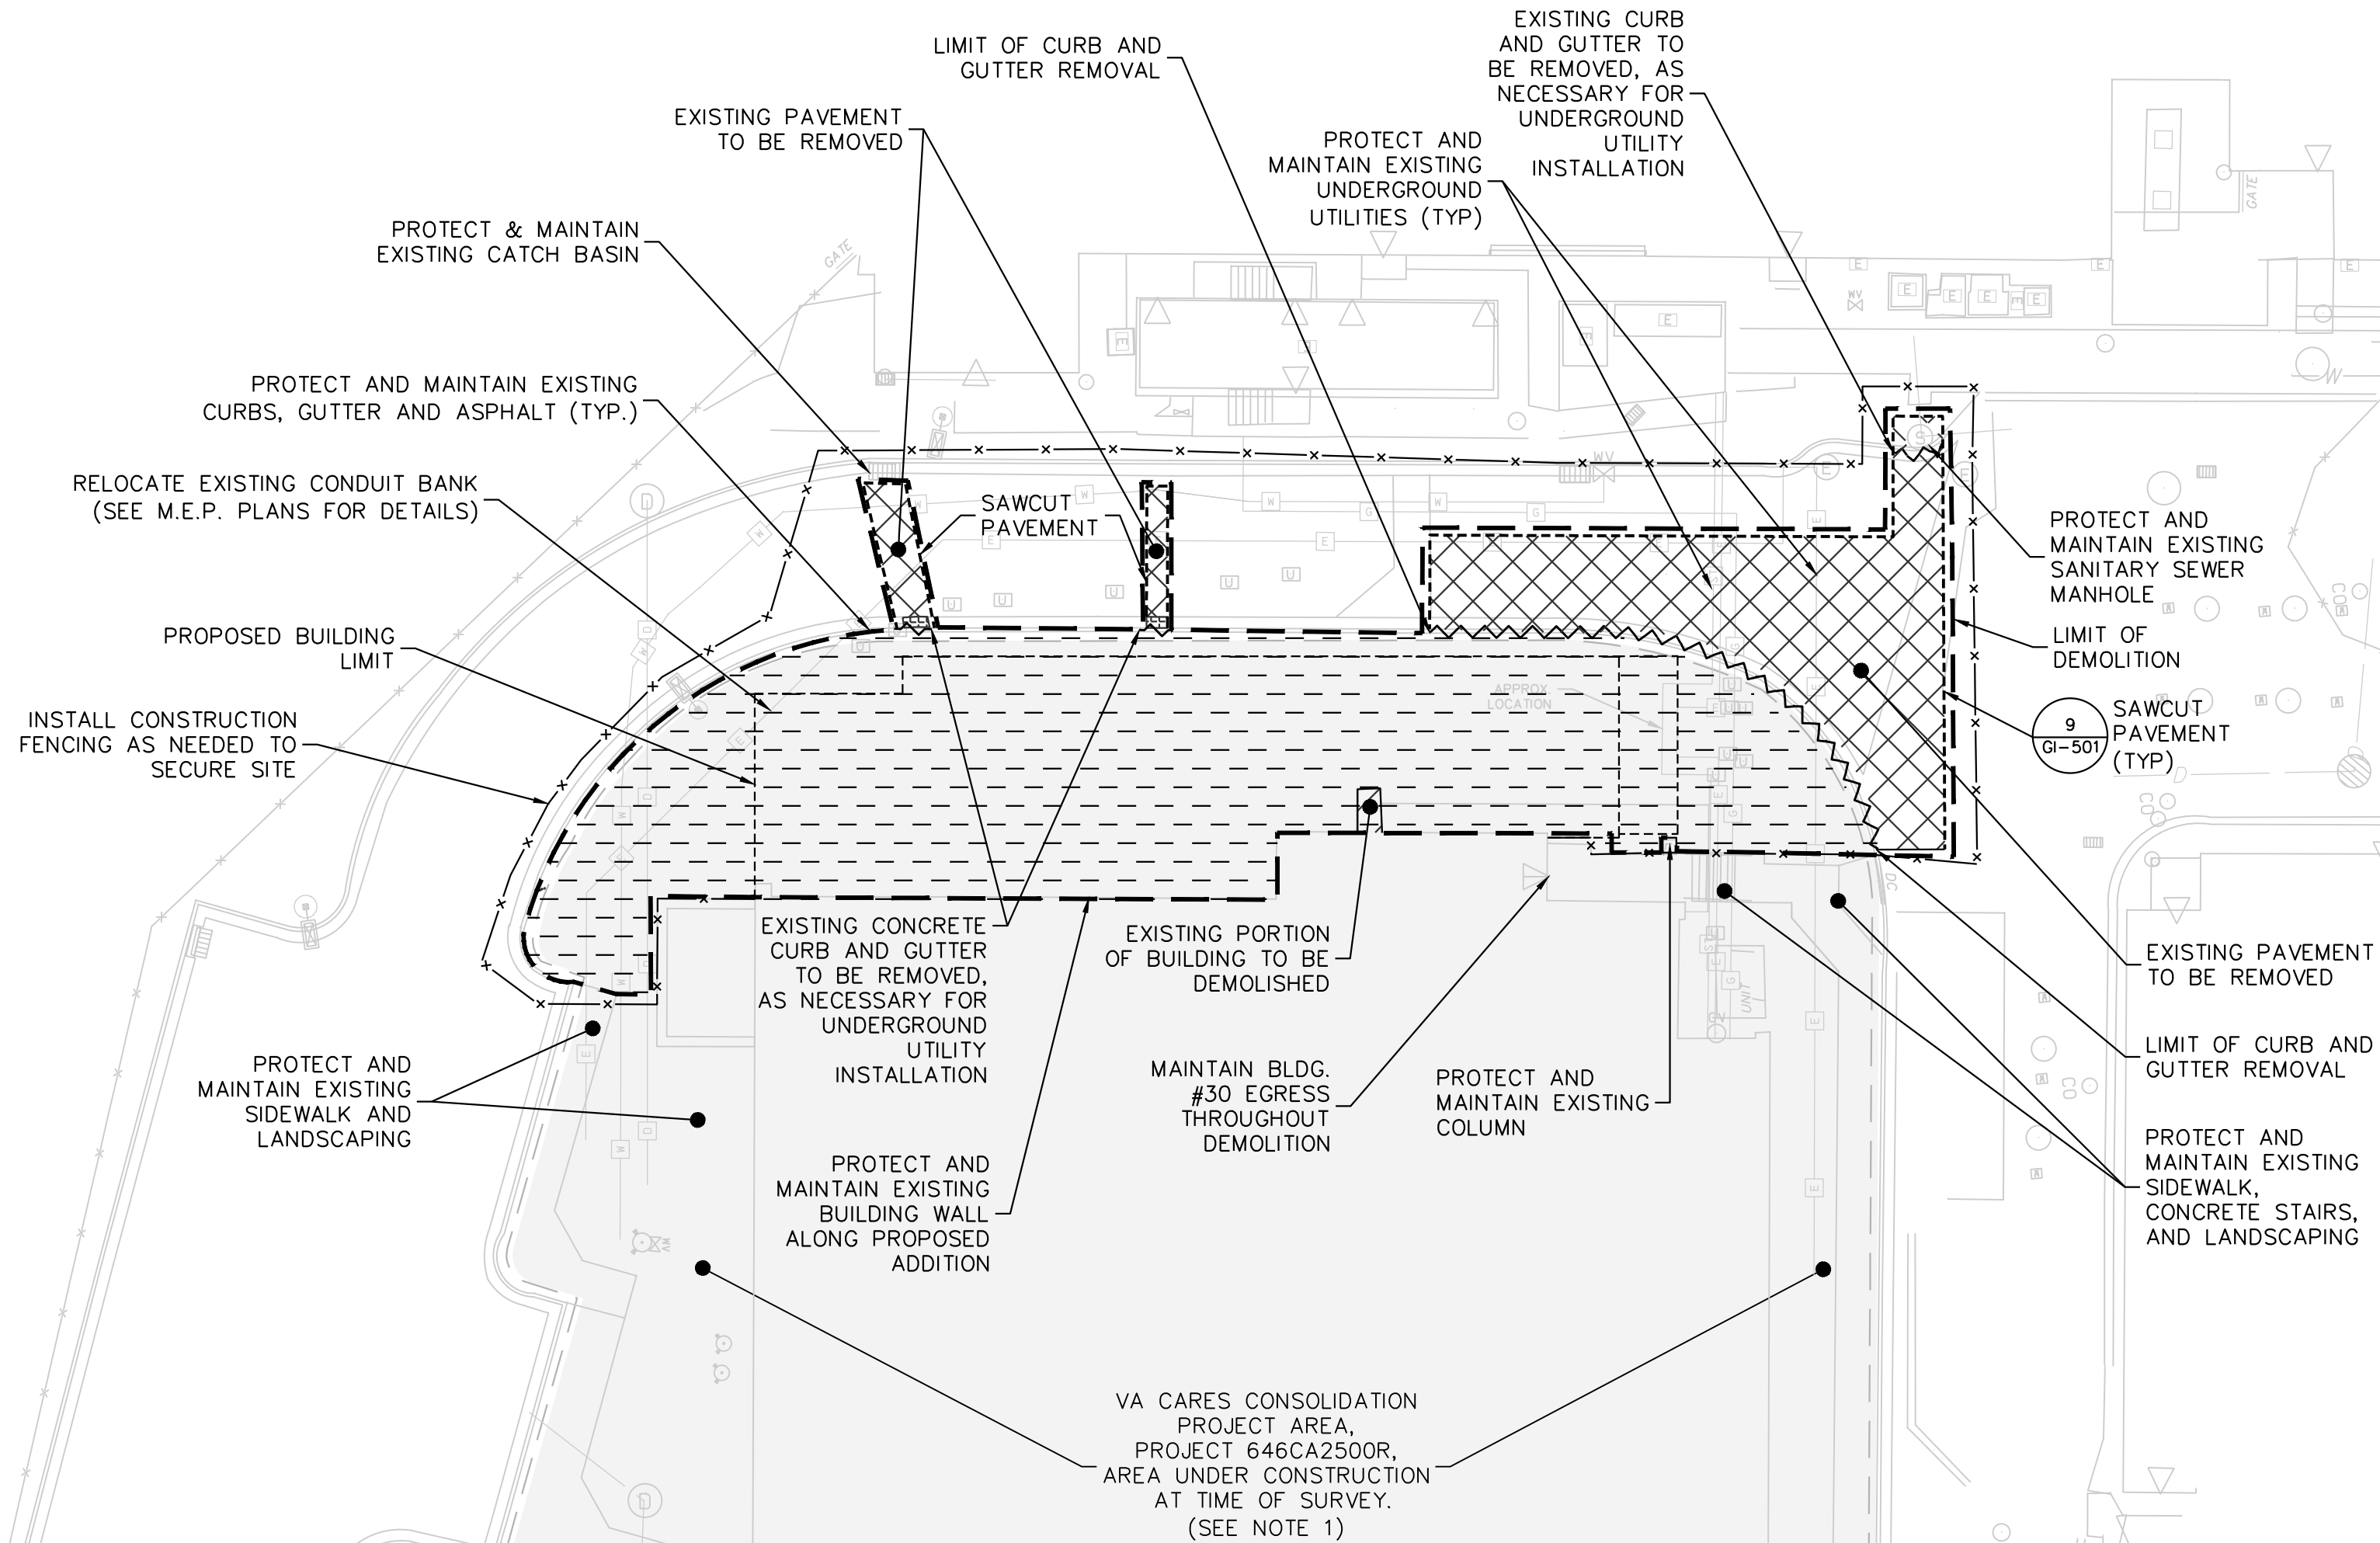 EXISTING CURB
AND GUTTER TO
BE REMOVED, AS
NECESSARY FOR
UNDERGROUND
UTILITY
INSTALLATION
LIMIT OF CURB AND
GUTTER REMOVAL
EXISTING PAVEMENT
TO BE REMOVED
PROTECT AND
MAINTAIN EXISTING
UNDERGROUND
UTILITIES (TYP)
PROTECT & MAINTAIN
EXISTING CATCH BASIN
GATE
GATE
PROTECT AND MAINTAIN EXISTING
CURBS, GUTTER AND ASPHALT (TYP.)
RELOCATE EXISTING CONDUIT BANK
(SEE M.E.P. PLANS FOR DETAILS)
SAWCUT
PAVEMENT
WV
WV
PROTECT AND
MAINTAIN EXISTING
SANITARY SEWER
MANHOLE
PROPOSED BUILDING
LIMIT
LIMIT OF
DEMOLITION
INSTALL CONSTRUCTION
FENCING AS NEEDED TO
SECURE SITE
APPROX
LOCATION
9
GI-501
SAWCUT
PAVEMENT
(TYP)
EXISTING CONCRETE
CURB AND GUTTER
TO BE REMOVED,
AS NECESSARY FOR
UNDERGROUND
UTILITY
INSTALLATION
EXISTING PORTION
OF BUILDING TO BE
DEMOLISHED
DC
UNIT
EXISTING PAVEMENT
TO BE REMOVED
LIMIT OF CURB AND
GUTTER REMOVAL
PROTECT AND
MAINTAIN EXISTING
SIDEWALK AND
LANDSCAPING
MAINTAIN BLDG.
#30 EGRESS
THROUGHOUT
DEMOLITION
PROTECT AND
MAINTAIN EXISTING
COLUMN
PROTECT AND
MAINTAIN EXISTING
SIDEWALK,
CONCRETE STAIRS,
AND LANDSCAPING
PROTECT AND
MAINTAIN EXISTING
BUILDING WALL
ALONG PROPOSED
ADDITION
WV
CO
CO
CO
VA CARES CONSOLIDATION
PROJECT AREA,
PROJECT 646CA2500R,
AREA UNDER CONSTRUCTION
AT TIME OF SURVEY.
(SEE NOTE 1)